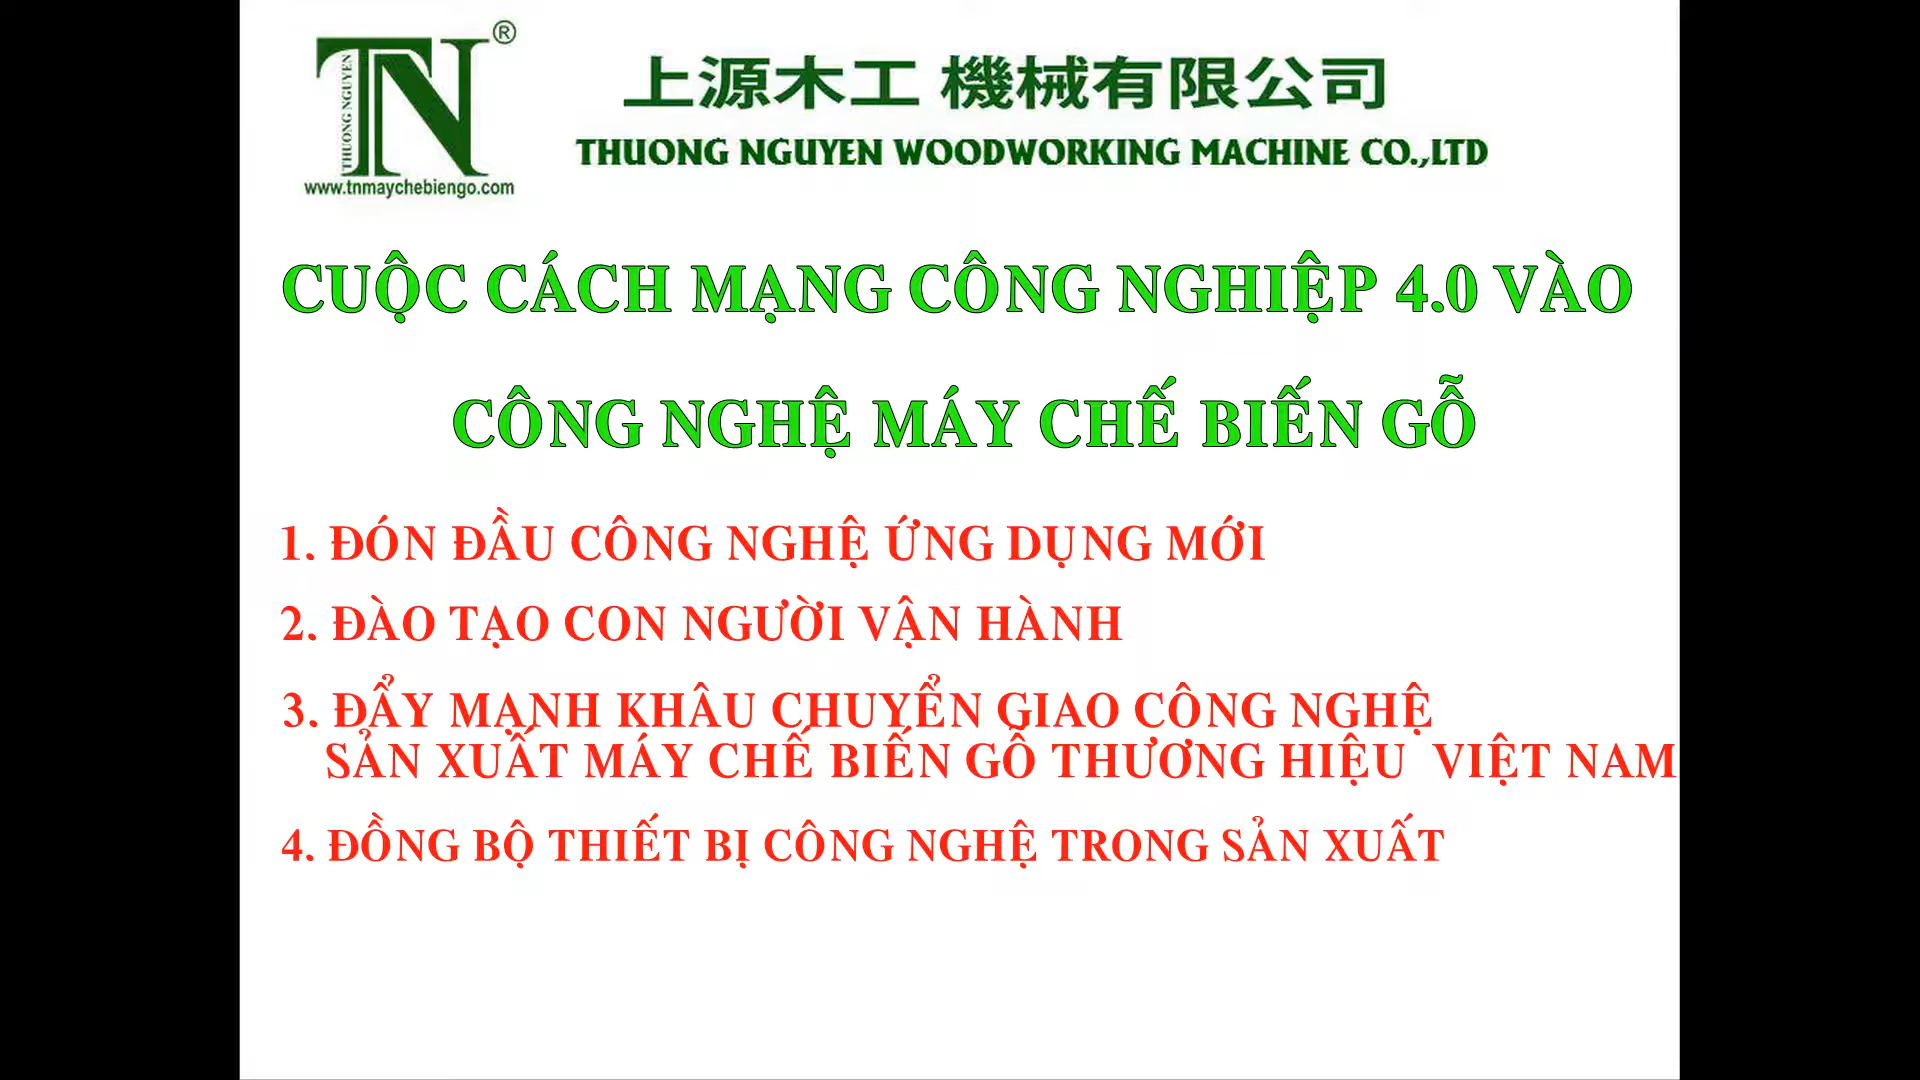 TN®
THUONG NGUYEN
www.tnmaychebiengo.com
上源木工 機械有限公司
THUONG NGUYEN WOODWORKING MACHINE CO.,LTD
CUỘC CÁCH MẠNG CÔNG NGHIỆP 4.0 VÀO
CÔNG NGHỆ MÁY CHẾ BIẾN GỖ
1. ĐÓN ĐẦU CÔNG NGHỆ ỨNG DỤNG MỚI
2. ĐÀO TẠO CON NGƯỜI VẬN HÀNH
3. ĐẨY MẠNH KHÂU CHUYỂN GIAO CÔNG NGHỆ
SẢN XUẤT MÁY CHẾ BIẾN GỖ THƯƠNG HIỆU VIỆT NAM
4. ĐỒNG BỘ THIẾT BỊ CÔNG NGHỆ TRONG SẢN XUẤT